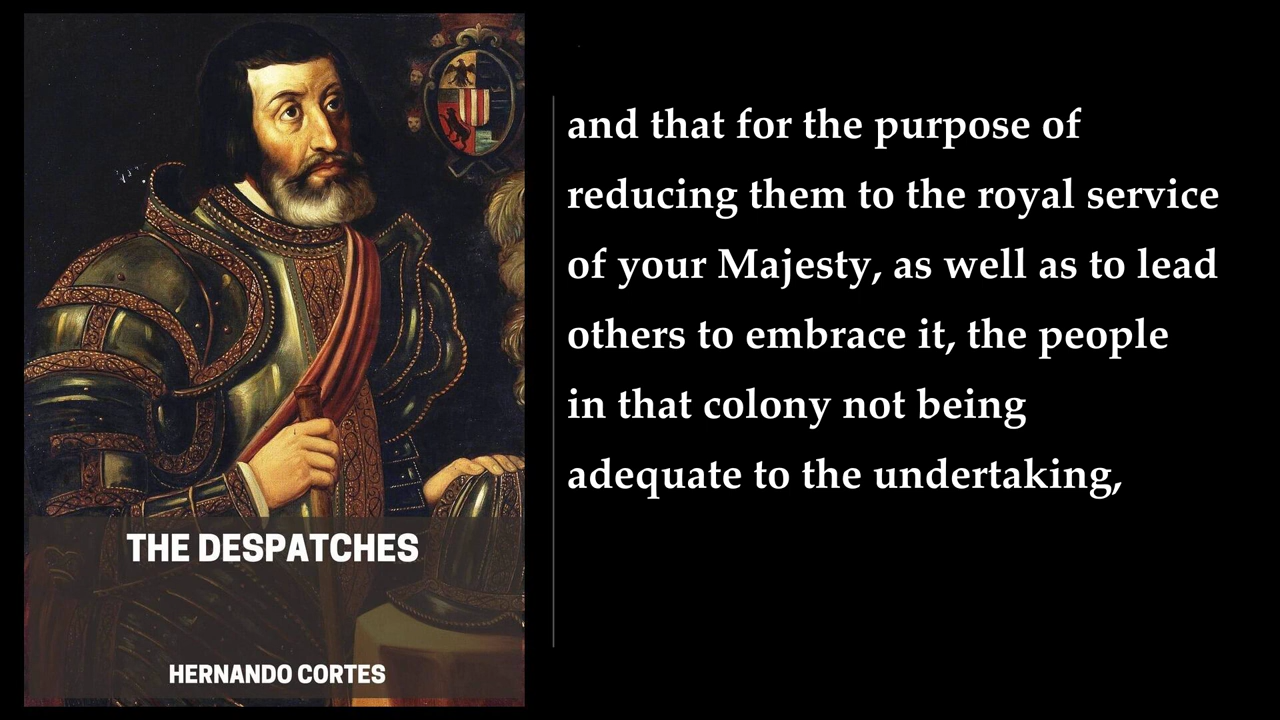 THE DESPATCHES
HERNANDO CORTES
and that for the purpose of
reducing them to the royal service
of your Majesty, as well as to lead
others to embrace it, the people
in that colony not being
adequate to the undertaking,